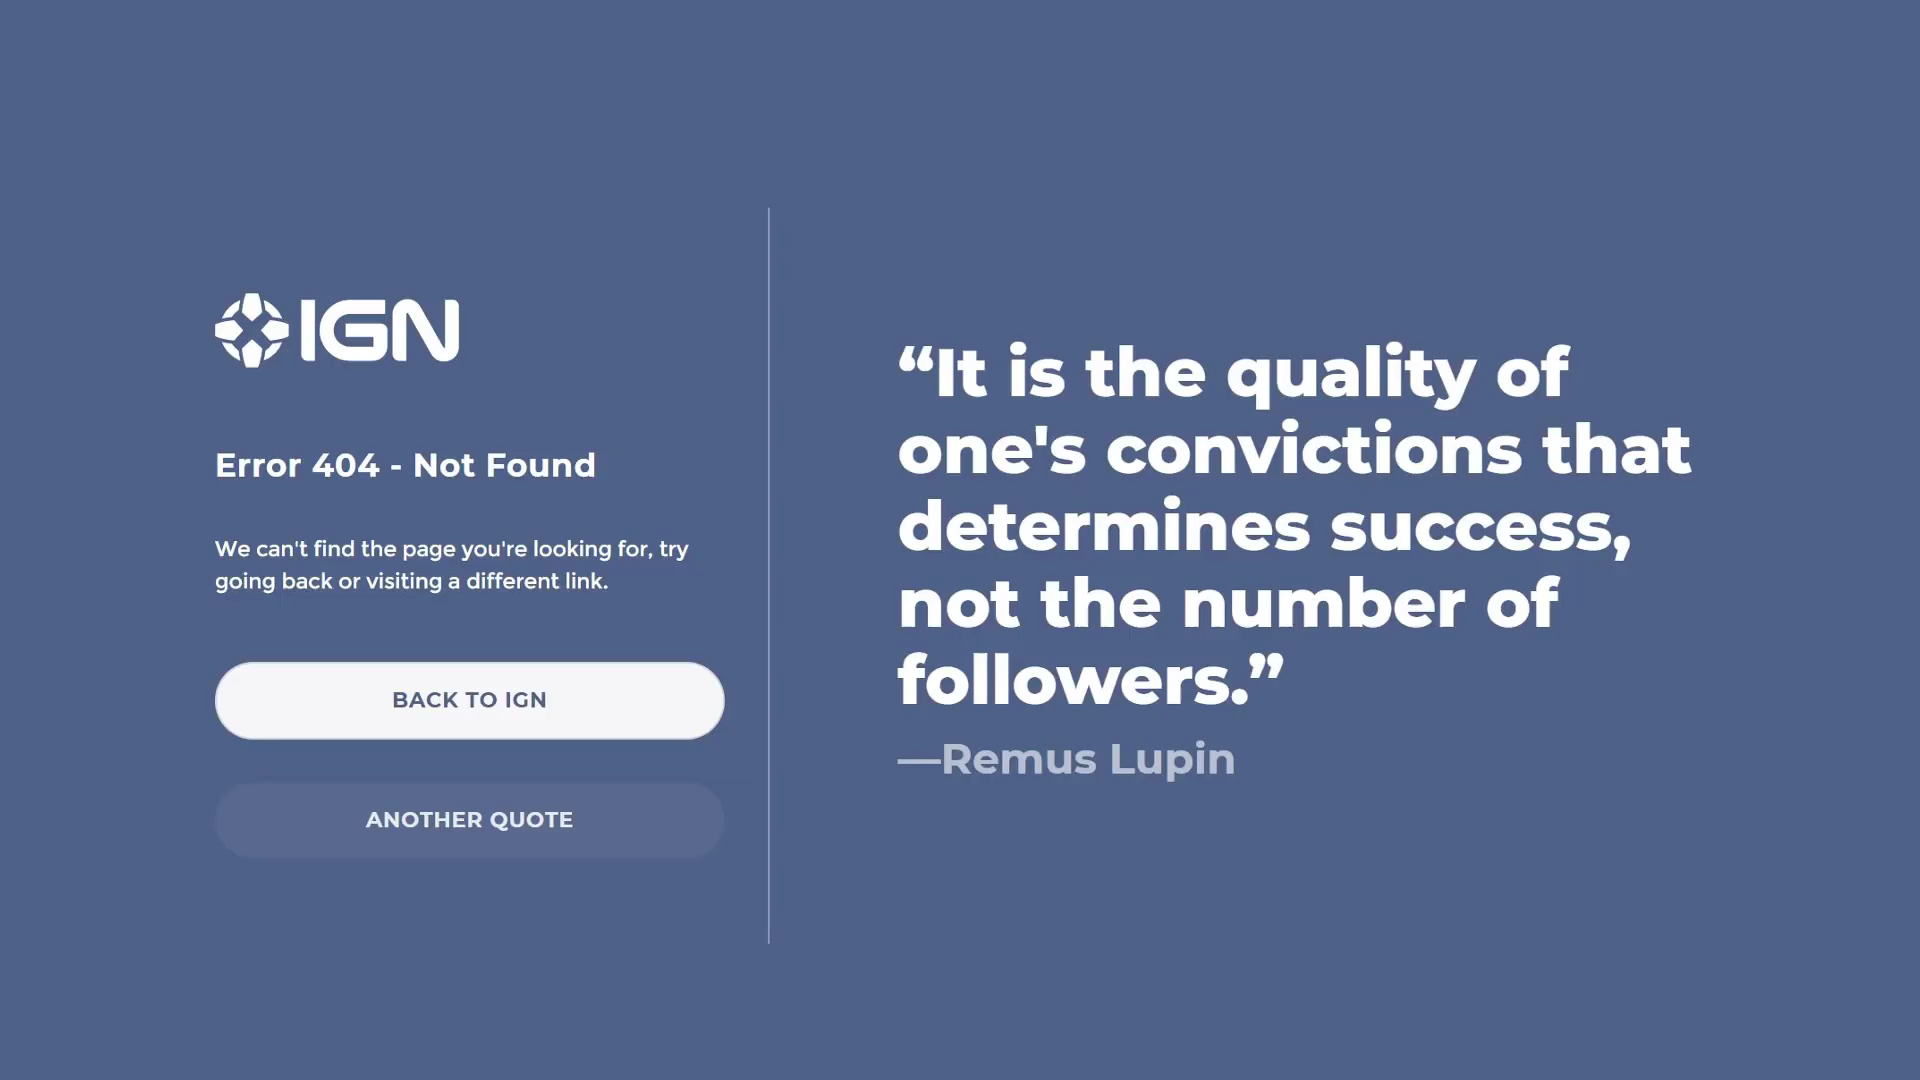 IGN
Error 404 - Not Found
We can't find the page you're looking for, try
going back or visiting a different link.
BACK TO IGN
ANOTHER QUOTE
“It is the quality of
one's convictions that
determines success,
not the number of
followers.”
—Remus Lupin